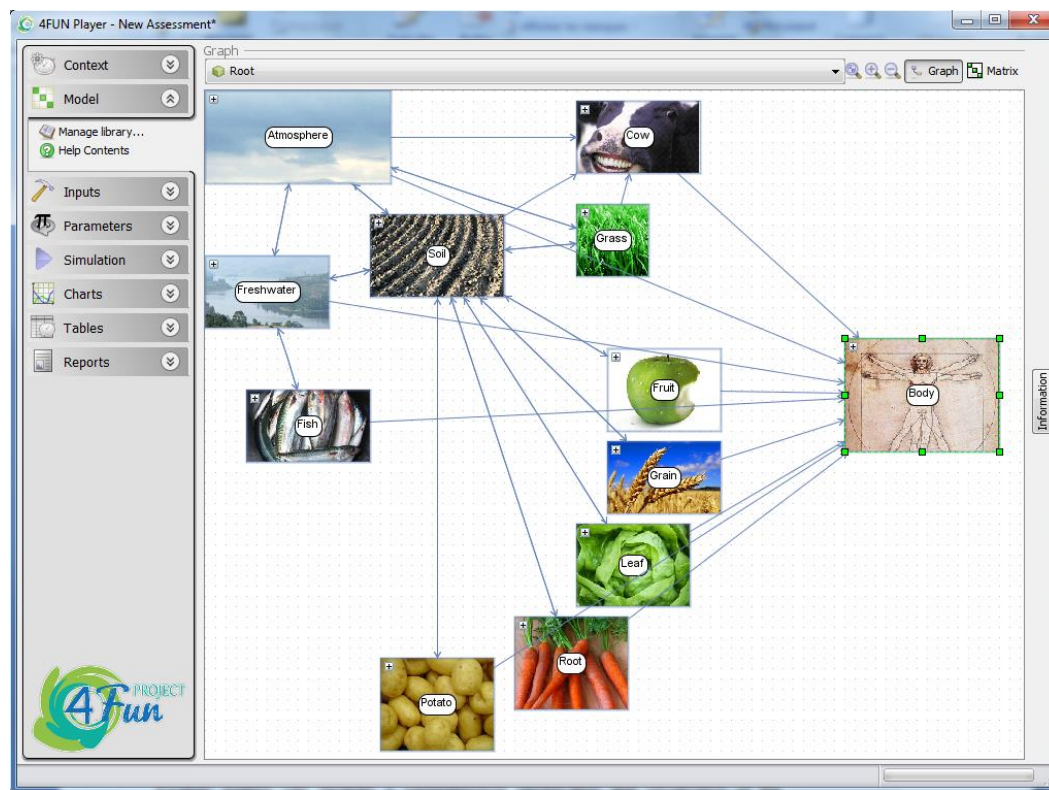 4FUN Player - New Assessment*
Context
Model
Manage library...
Help Contents
Inputs
Parameters
Simulation
Charts
Tables
Reports
4Fun PROJECT
Graph
Root
Graph
Matrix
Atmosphere
Cow
Grass
Soil
Freshwater
Fruit
Body
Fish
Grain
Leaf
Root
Potato
Information